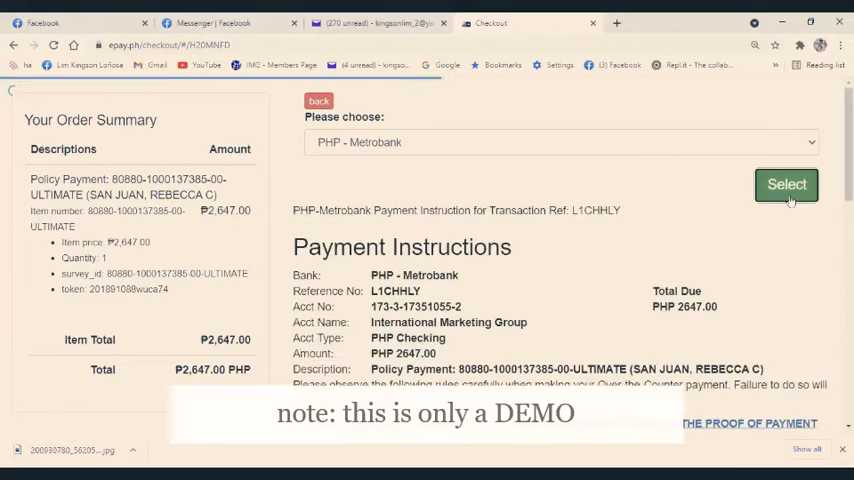 Facebook
Messenger | Facebook
(270 unread) - kingsonlim_2@ya
Checkout
epay.ph/checkout/#/H20MNFD
ha
Lim Kingson Loñosa
Gmail
YouTube
IMG - Members Page
(4 unread) - kingso...
Google
Bookmarks
Settings
(3) Facebook
Repl.it - The collab...
Reading list
Your Order Summary
Descriptions Amount
Policy Payment: 80880-1000137385-00-
ULTIMATE (SAN JUAN, REBECCA C)
Item number: 80880-1000137385-00- ₱2,647.00
ULTIMATE
Item price: ₱2,647.00
Quantity: 1
survey_id: 80880-1000137385-00-ULTIMATE
token: 201891088wuca74
Item Total ₱2,647.00
Total ₱2,647.00 PHP
back
Please choose:
PHP - Metrobank
Select
PHP-Metrobank Payment Instruction for Transaction Ref: L1CHHLY
Payment Instructions
Bank: PHP - Metrobank
Reference No: L1CHHLY Total Due
Acct No: 173-3-17351055-2 PHP 2647.00
Acct Name: International Marketing Group
Acct Type: PHP Checking
Amount: PHP 2647.00
Description: Policy Payment: 80880-1000137385-00-ULTIMATE (SAN JUAN, REBECCA C)
Please observe the following rules carefully when making your Over the Counter payment. Failure to do so will
THE PROOF OF PAYMENT
note: this is only a DEMO
200930780_56205....jpg
Show all